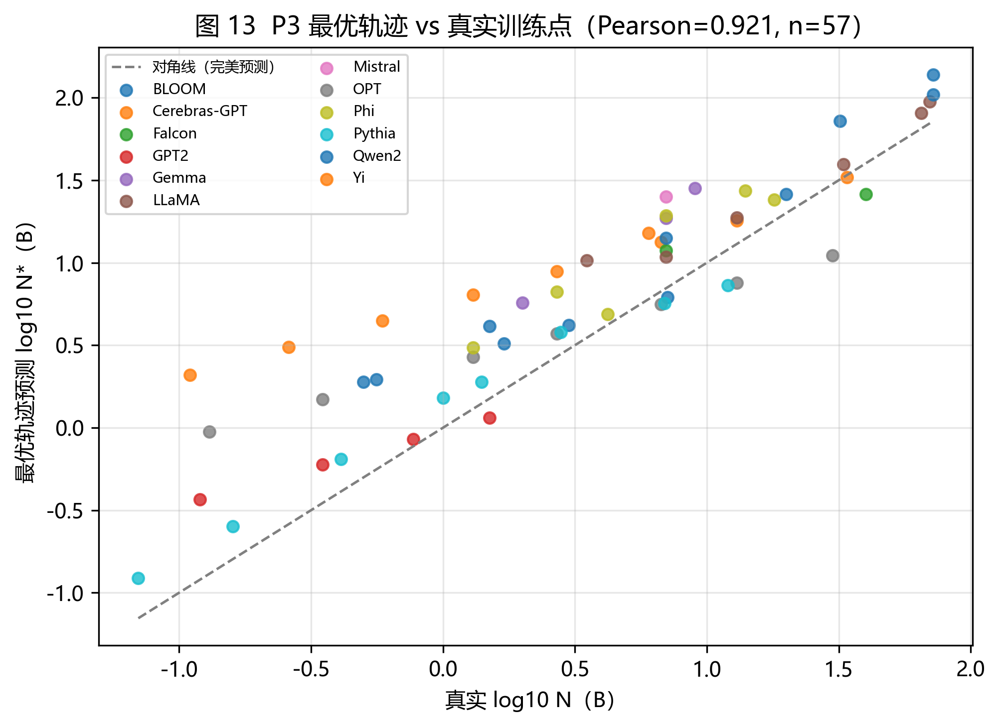 图 13  P3 最优轨迹 vs 真实训练点（Pearson=0.921, n=57）
对角线（完美预测）
BLOOM
Cerebras-GPT
Falcon
GPT2
Gemma
LLaMA
Mistral
OPT
Phi
Pythia
Qwen2
Yi
最优轨迹预测 log10 N*（B）
2.0
1.5
1.0
0.5
0.0
-0.5
-1.0
-1.0 -0.5 0.0 0.5 1.0 1.5 2.0
真实 log10 N（B）